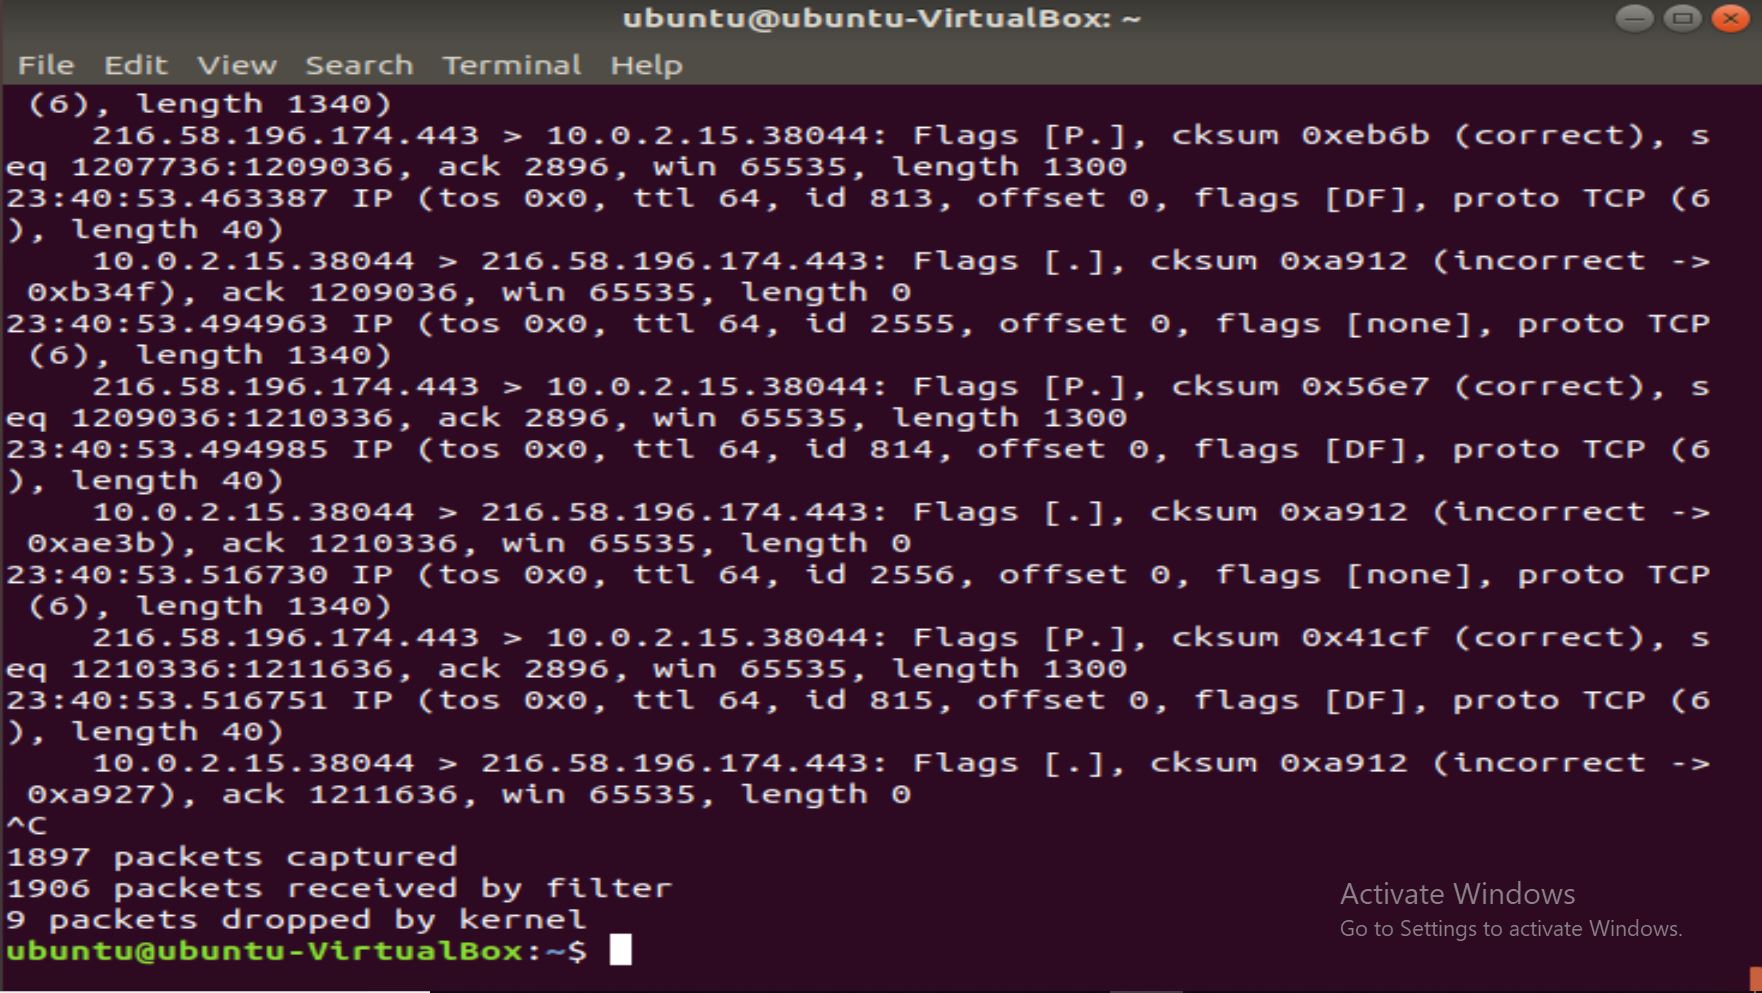 ubuntu@ubuntu-VirtualBox: ~
File Edit View Search Terminal Help
 (6), length 1340)
    216.58.196.174.443 > 10.0.2.15.38044: Flags [P.], cksum 0xeb6b (correct), s
eq 1207736:1209036, ack 2896, win 65535, length 1300
23:40:53.463387 IP (tos 0x0, ttl 64, id 813, offset 0, flags [DF], proto TCP (6
), length 40)
    10.0.2.15.38044 > 216.58.196.174.443: Flags [.], cksum 0xa912 (incorrect ->
 0xb34f), ack 1209036, win 65535, length 0
23:40:53.494963 IP (tos 0x0, ttl 64, id 2555, offset 0, flags [none], proto TCP
 (6), length 1340)
    216.58.196.174.443 > 10.0.2.15.38044: Flags [P.], cksum 0x56e7 (correct), s
eq 1209036:1210336, ack 2896, win 65535, length 1300
23:40:53.494985 IP (tos 0x0, ttl 64, id 814, offset 0, flags [DF], proto TCP (6
), length 40)
    10.0.2.15.38044 > 216.58.196.174.443: Flags [.], cksum 0xa912 (incorrect ->
 0xae3b), ack 1210336, win 65535, length 0
23:40:53.516730 IP (tos 0x0, ttl 64, id 2556, offset 0, flags [none], proto TCP
 (6), length 1340)
    216.58.196.174.443 > 10.0.2.15.38044: Flags [P.], cksum 0x41cf (correct), s
eq 1210336:1211636, ack 2896, win 65535, length 1300
23:40:53.516751 IP (tos 0x0, ttl 64, id 815, offset 0, flags [DF], proto TCP (6
), length 40)
    10.0.2.15.38044 > 216.58.196.174.443: Flags [.], cksum 0xa912 (incorrect ->
 0xa927), ack 1211636, win 65535, length 0
^C
1897 packets captured
1906 packets received by filter
9 packets dropped by kernel
ubuntu@ubuntu-VirtualBox:~$
Activate Windows
Go to Settings to activate Windows.